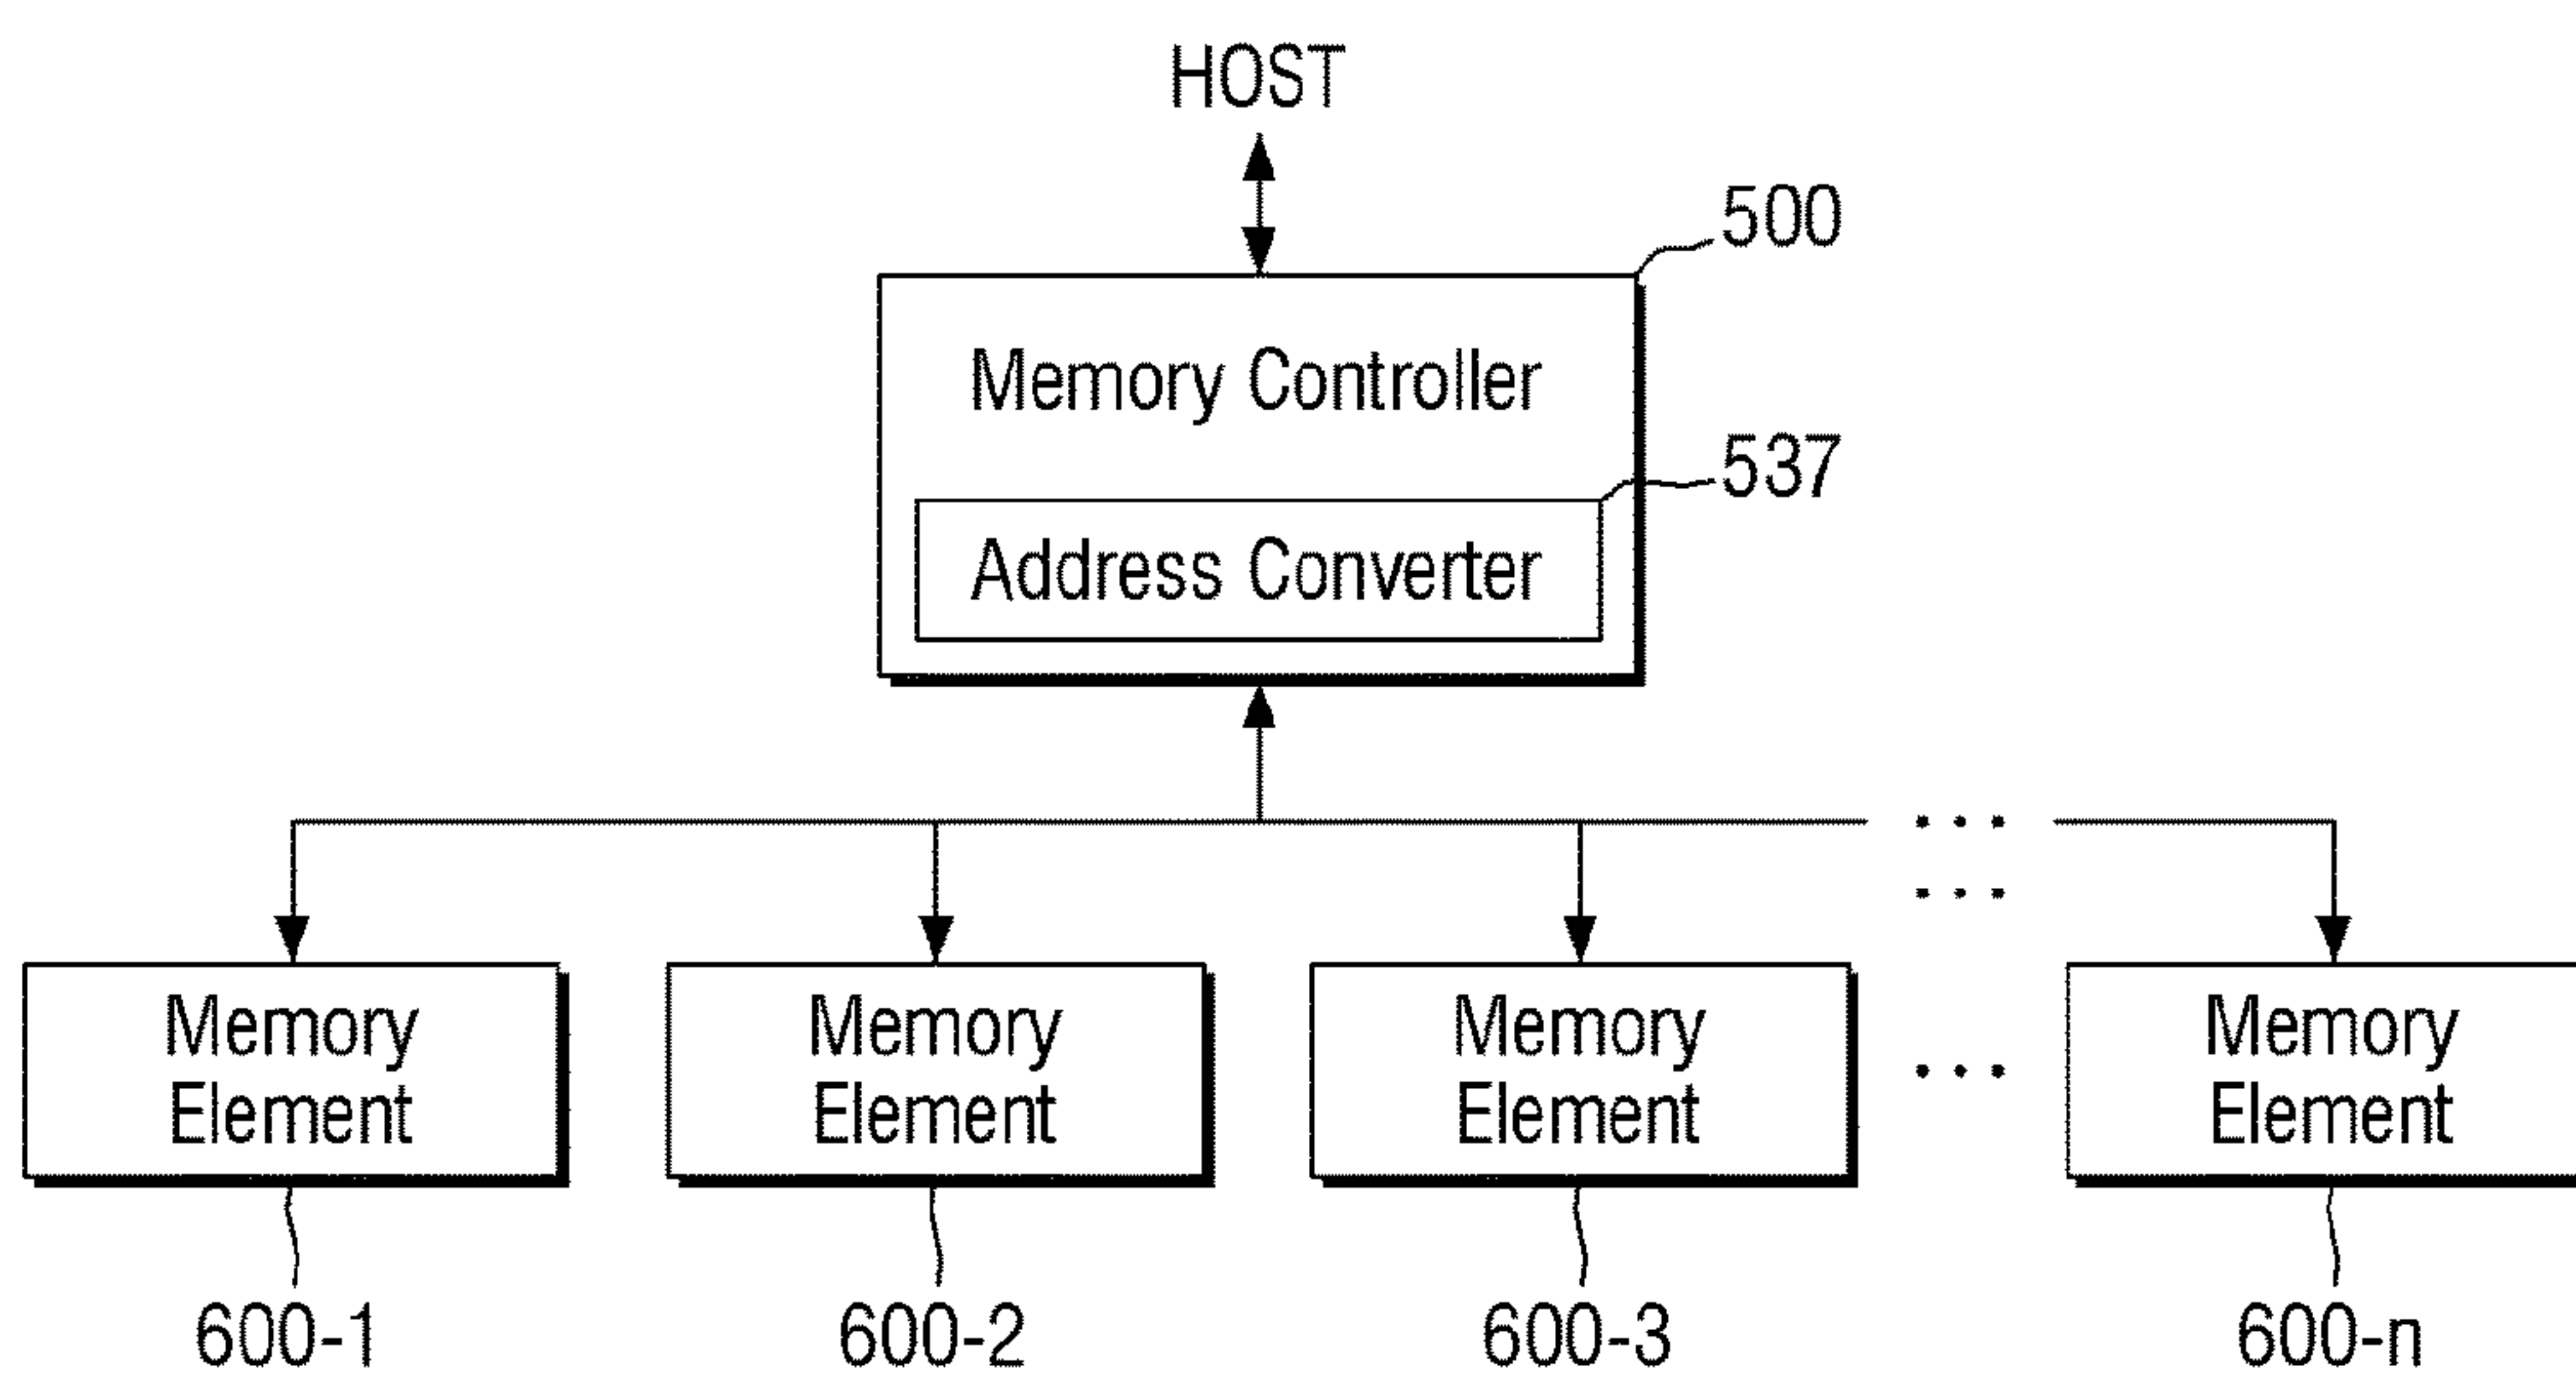 HOST
500
Memory Controller
537
Address Converter
... 
...
Memory Element
Memory Element
Memory Element
...
Memory Element
600-1
600-2
600-3
600-n